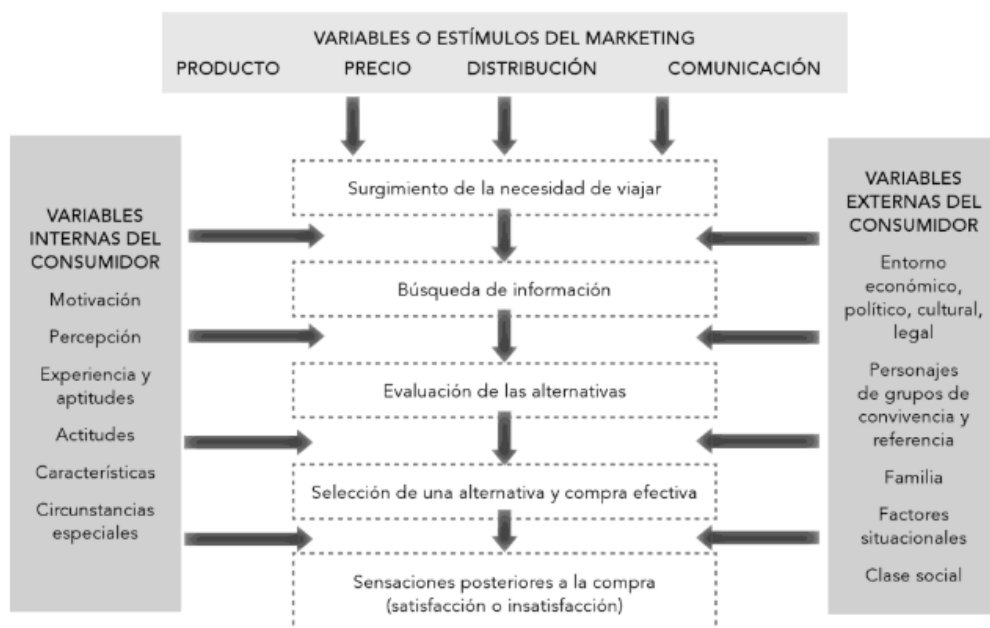 VARIABLES O ESTÍMULOS DEL MARKETING
PRODUCTO PRECIO DISTRIBUCIÓN COMUNICACIÓN
VARIABLES
INTERNAS DEL
CONSUMIDOR
Motivación
Percepción
Experiencia y
aptitudes
Actitudes
Características
Circunstancias
especiales
Surgimiento de la necesidad de viajar
Búsqueda de información
Evaluación de las alternativas
Selección de una alternativa y compra efectiva
Sensaciones posteriores a la compra
(satisfacción o insatisfacción)
VARIABLES
EXTERNAS DEL
CONSUMIDOR
Entorno
económico,
político, cultural,
legal
Personajes
de grupos de
convivencia y
referencia
Familia
Factores
situacionales
Clase social